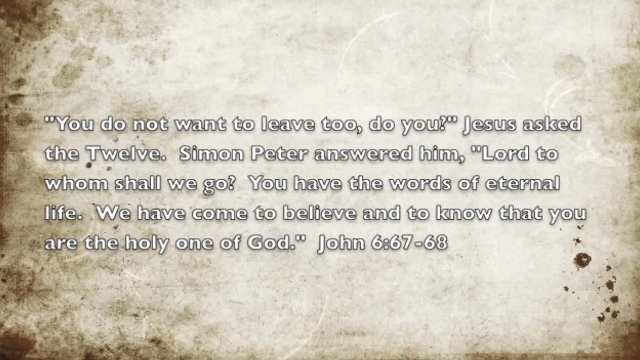 "You do not want to leave too, do you?" Jesus asked
the Twelve.  Simon Peter answered him, "Lord to
whom shall we go?  You have the words of eternal
life.  We have come to believe and to know that you
are the holy one of God."  John 6:67-68